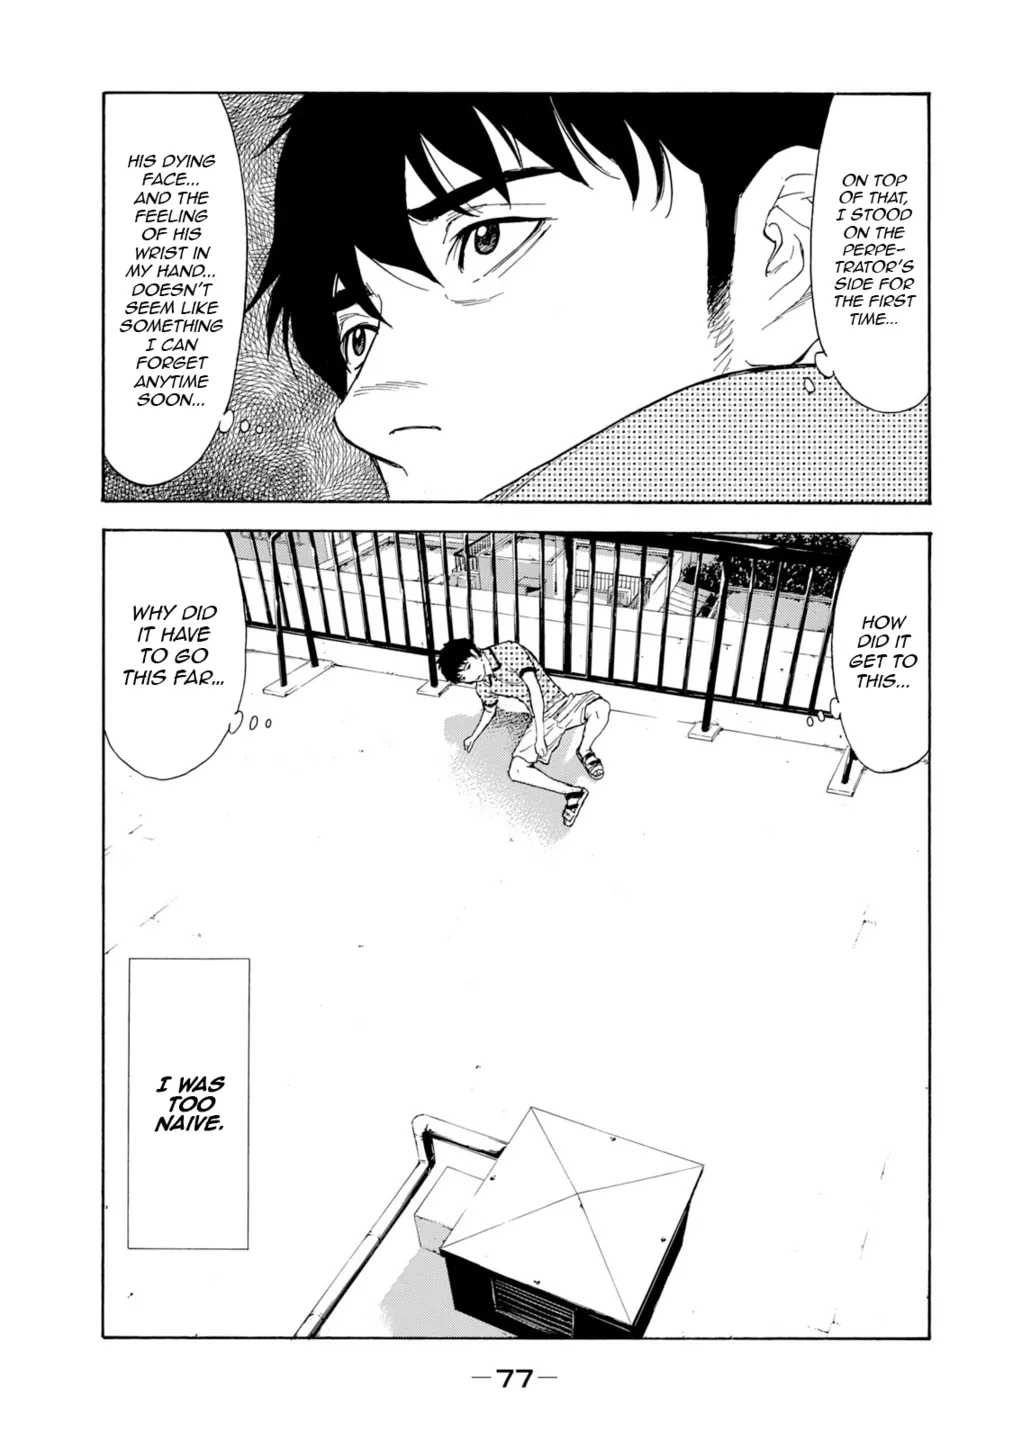 ON TOP
OF THAT,
I STOOD
ON THE
PERPE-
TRATOR'S
SIDE FOR
THE FIRST
TIME...
HIS DYING
FACE...
AND THE
FEELING
OF HIS
WRIST IN
MY HAND...
DOESN'T
SEEM LIKE
SOMETHING
I CAN
FORGET
ANYTIME
SOON...
HOW
DID IT
GET TO
THIS...
WHY DID
IT HAVE
TO GO
THIS FAR...
I WAS
TOO
NAIVE.
—77—